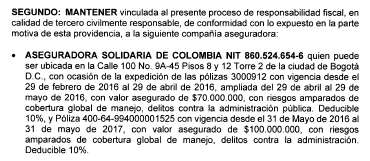 SEGUNDO: MANTENER vinculada al presente proceso de responsabilidad fiscal, en
calidad de tercero civilmente responsable, de conformidad con lo expuesto en la parte
motiva de esta providencia, a la siguiente compañía aseguradora:
• ASEGURADORA SOLIDARIA DE COLOMBIA NIT 860.524.654-6 quien puede
ser ubicada en la Calle 100 No. 9A-45 Pisos 8 y 12 Torre 2 de la ciudad de Bogotá
D.C., con ocasión de la expedición de las pólizas 3000912 con vigencia desde el
29 de febrero de 2016 al 29 de abril de 2016, ampliada del 29 de abril al 29 de
mayo de 2016, con valor asegurado de $70.000.000, con riesgos amparados de
cobertura global de manejo, delitos contra la administración pública. Deducible
10%, y Póliza 400-64-994000001525 con vigencia desde el 31 de Mayo de 2016 al
31 de mayo de 2017, con valor asegurado de $100.000.000, con riesgos
amparados de cobertura global de manejo, delitos contra la administración.
Deducible 10%.